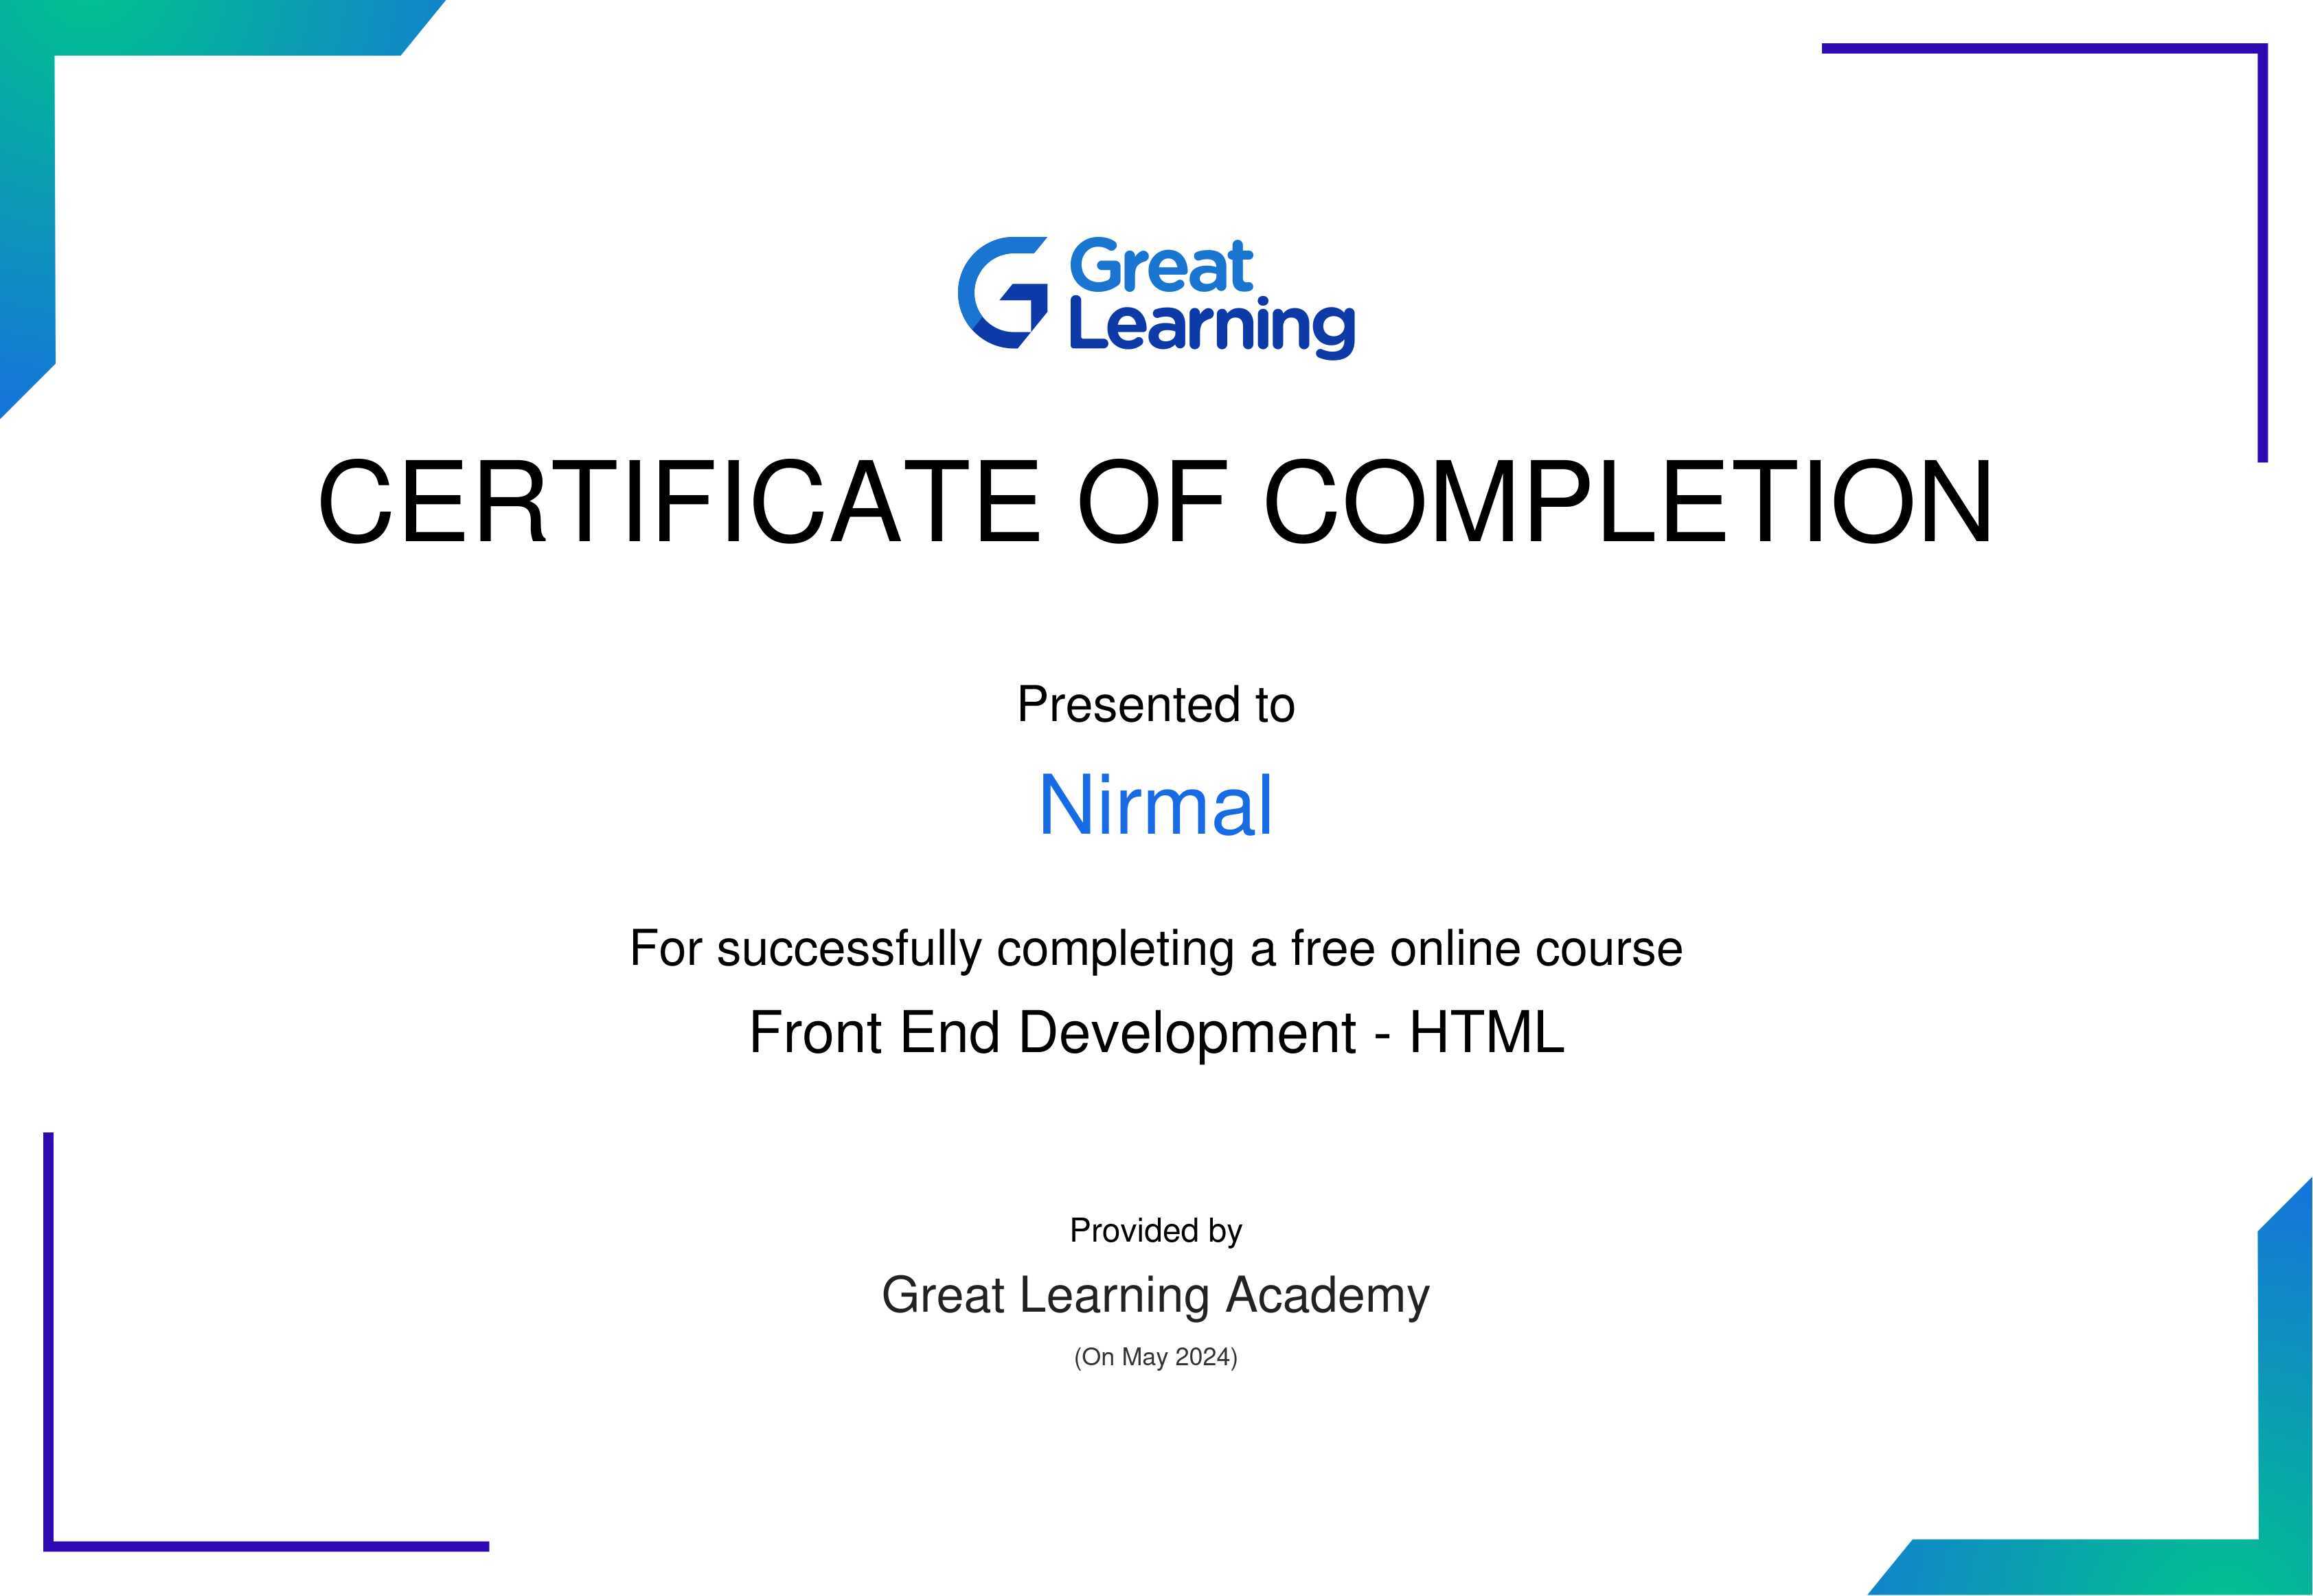 Great
Learning
CERTIFICATE OF COMPLETION
Presented to
Nirmal
For successfully completing a free online course
Front End Development - HTML
Provided by
Great Learning Academy
(On May 2024)